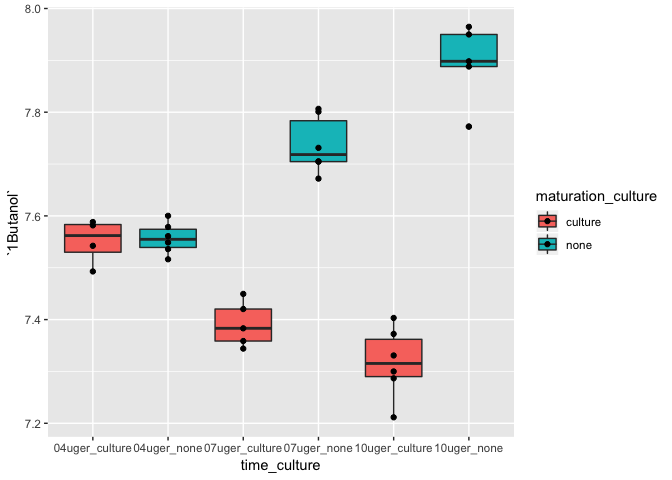 8.0
7.8
7.6
7.4
7.2
`1Butanol`
04uger_culture 04uger_none 07uger_culture 07uger_none 10uger_culture 10uger_none
time_culture
maturation_culture
culture
none